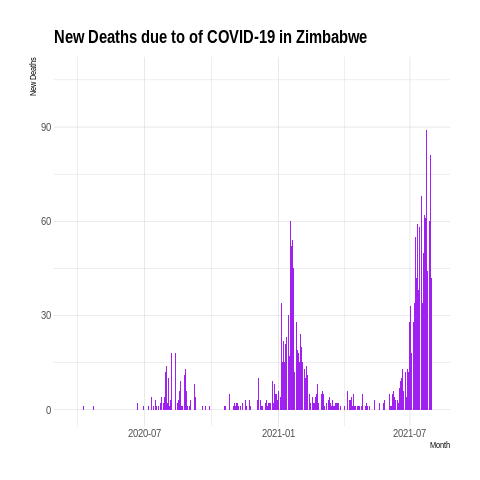 New Deaths due to of COVID-19 in Zimbabwe
New Deaths
90
60
30
0
2020-07
2021-01
2021-07
Month